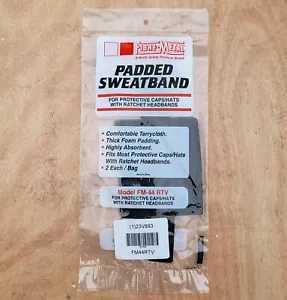 FIBRE-METAL
PADDED
SWEATBAND
FOR PROTECTIVE CAPS/HATS
WITH RATCHET HEADBANDS
• Comfortable Terrycloth.
• Thick Foam Padding.
• Highly Absorbent.
• Fits Most Protective Caps/Hats
With Ratchet Headbands.
• 2 Each / Bag
Model FM-44 RTV
FOR PROTECTIVE CAPS/HATS
WITH RATCHET HEADBANDS
(1)23V893
FM44RTV